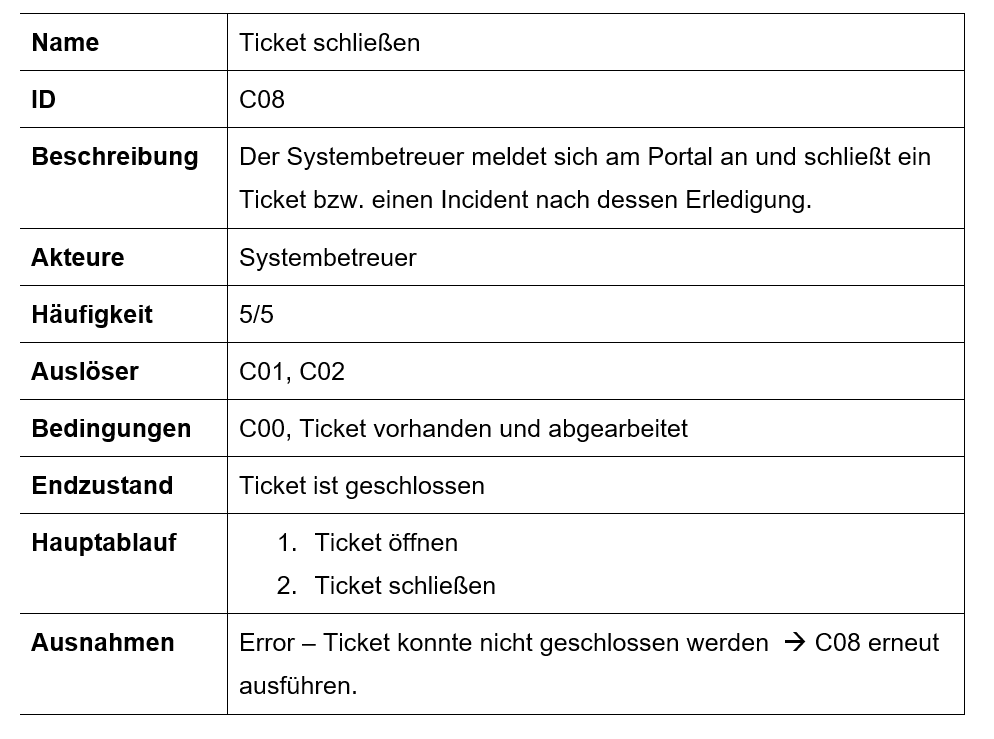 Name Ticket schließen
ID C08
Beschreibung Der Systembetreuer meldet sich am Portal an und schließt ein
Ticket bzw. einen Incident nach dessen Erledigung.
Akteure Systembetreuer
Häufigkeit 5/5
Auslöser C01, C02
Bedingungen C00, Ticket vorhanden und abgearbeitet
Endzustand Ticket ist geschlossen
Hauptablauf 1. Ticket öffnen
2. Ticket schließen
Ausnahmen Error – Ticket konnte nicht geschlossen werden → C08 erneut
ausführen.